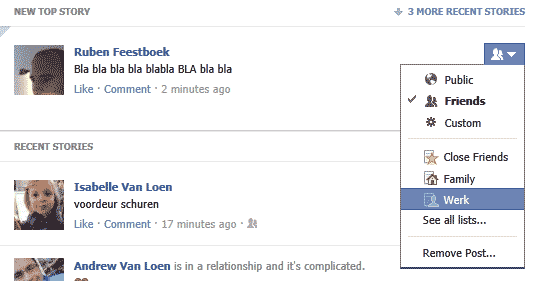 NEW TOP STORY
3 MORE RECENT STORIES
Ruben Feestboek
Bla bla bla bla blabla BLA bla bla
Like · Comment · 2 minutes ago
Public
Friends
Custom
Close Friends
Family
Werk
See all lists...
Remove Post...
RECENT STORIES
Isabelle Van Loen
voordeur schuren
Like · Comment · 17 minutes ago ·
Andrew Van Loen is in a relationship and it's complicated.